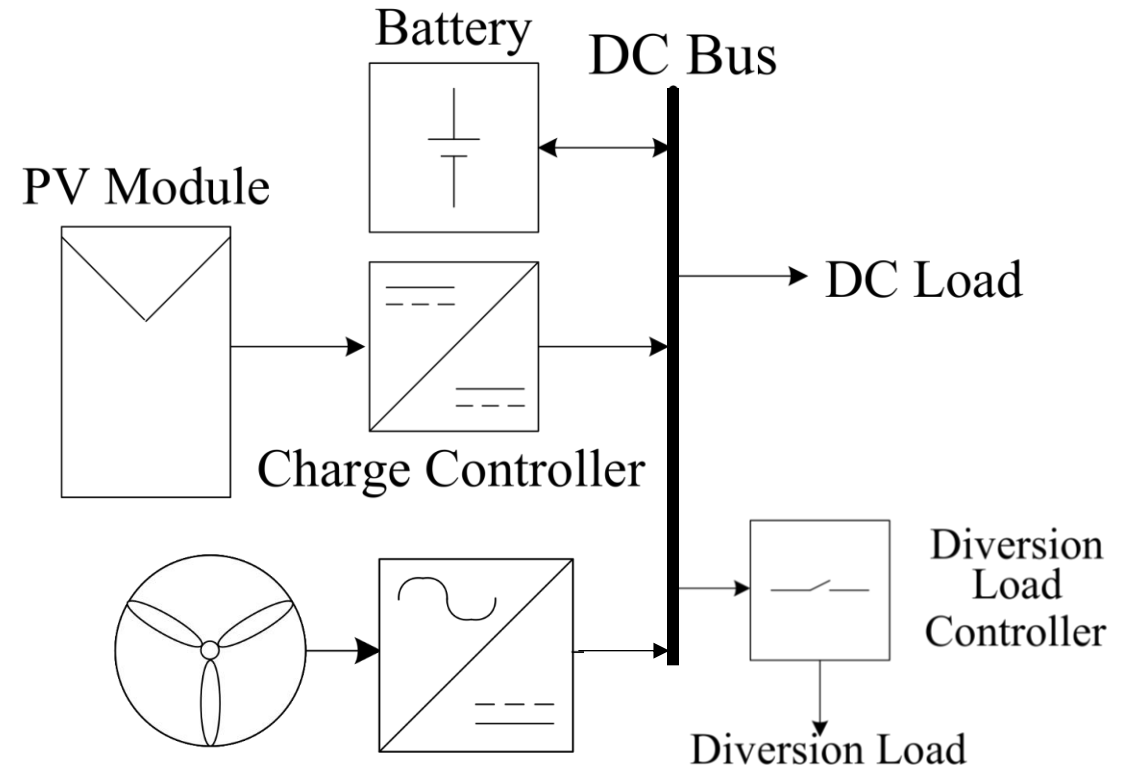 Battery
DC Bus
PV Module
DC Load
Charge Controller
Diversion
Load
Controller
Diversion Load